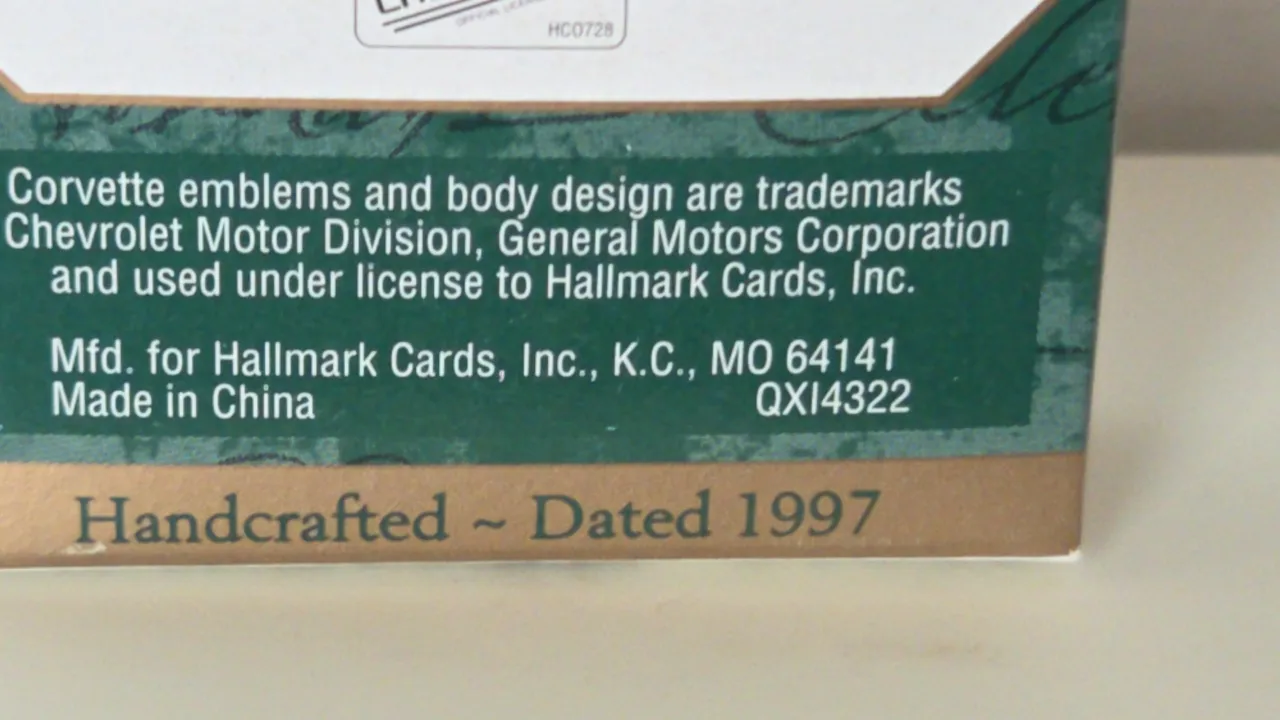 HC0728
Corvette emblems and body design are trademarks
Chevrolet Motor Division, General Motors Corporation
and used under license to Hallmark Cards, Inc.
Mfd. for Hallmark Cards, Inc., K.C., MO 64141
Made in China QXI4322
Handcrafted ~ Dated 1997